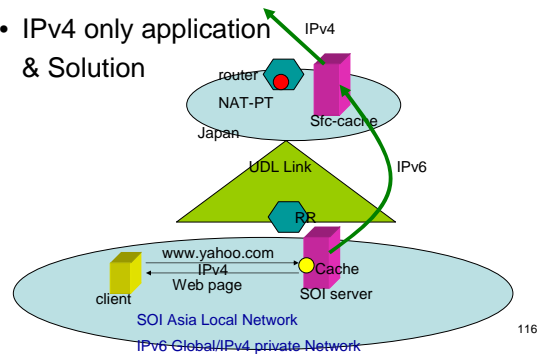 • IPv4 only application
& Solution
IPv4
router
NAT-PT
Sfc-cache
Japan
UDL Link
IPv6
RR
www.yahoo.com
IPv4
Web page
Cache
client
SOI server
SOI Asia Local Network
IPv6 Global/IPv4 private Network
116